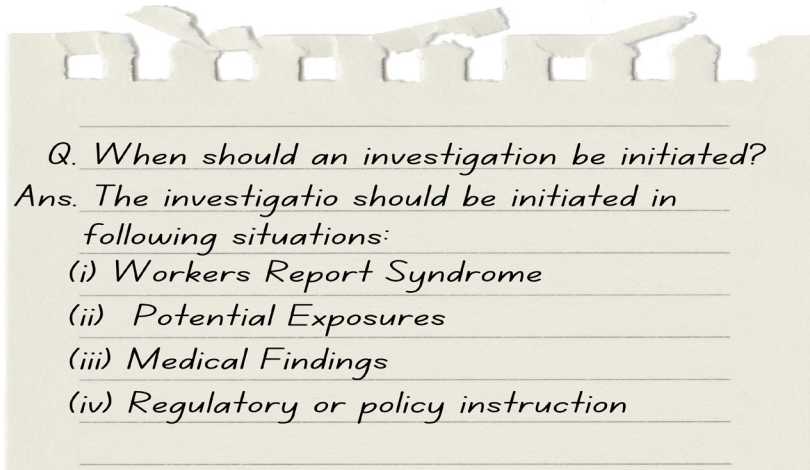 Q. When should an investigation be initiated?
Ans. The investigatio should be initiated in
following situations:
(i) Workers Report Syndrome
(ii) Potential Exposures
(iii) Medical Findings
(iv) Regulatory or policy instruction